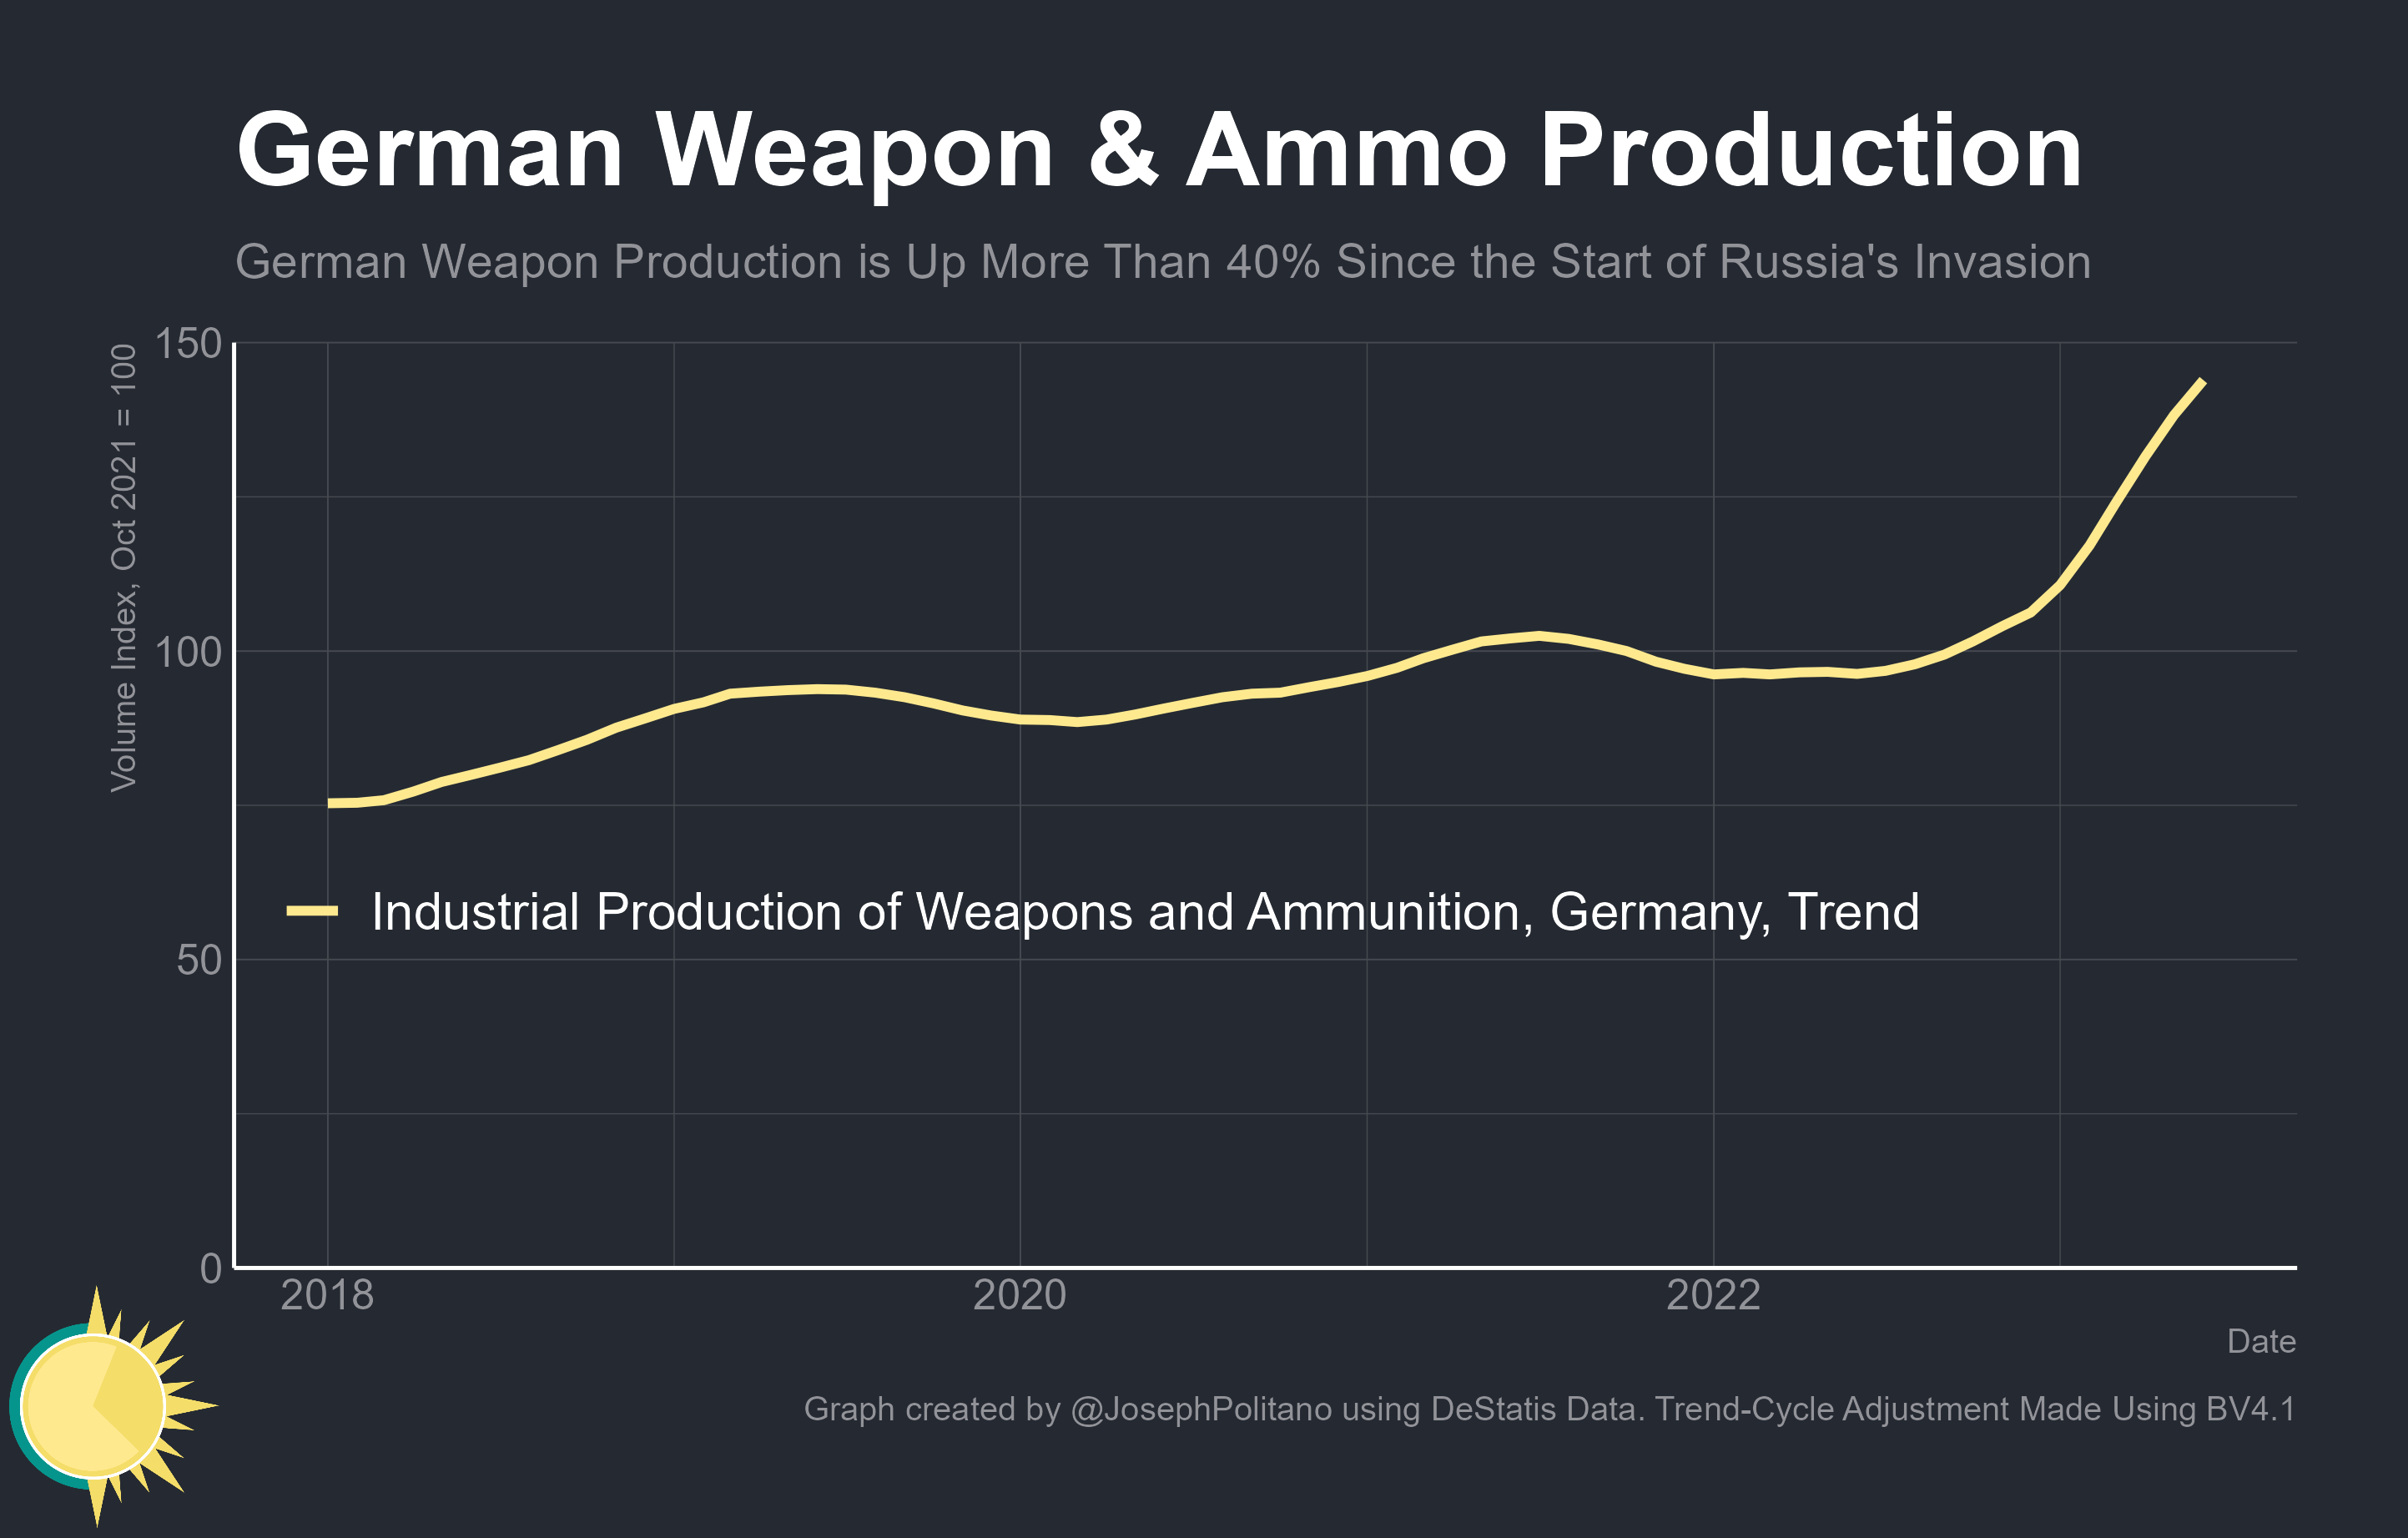 German Weapon & Ammo Production
German Weapon Production is Up More Than 40% Since the Start of Russia's Invasion
Volume Index, Oct 2021 = 100
150
100
50
0
Industrial Production of Weapons and Ammunition, Germany, Trend
2018
2020
2022
Date
Graph created by @JosephPolitano using DeStatis Data. Trend-Cycle Adjustment Made Using BV4.1